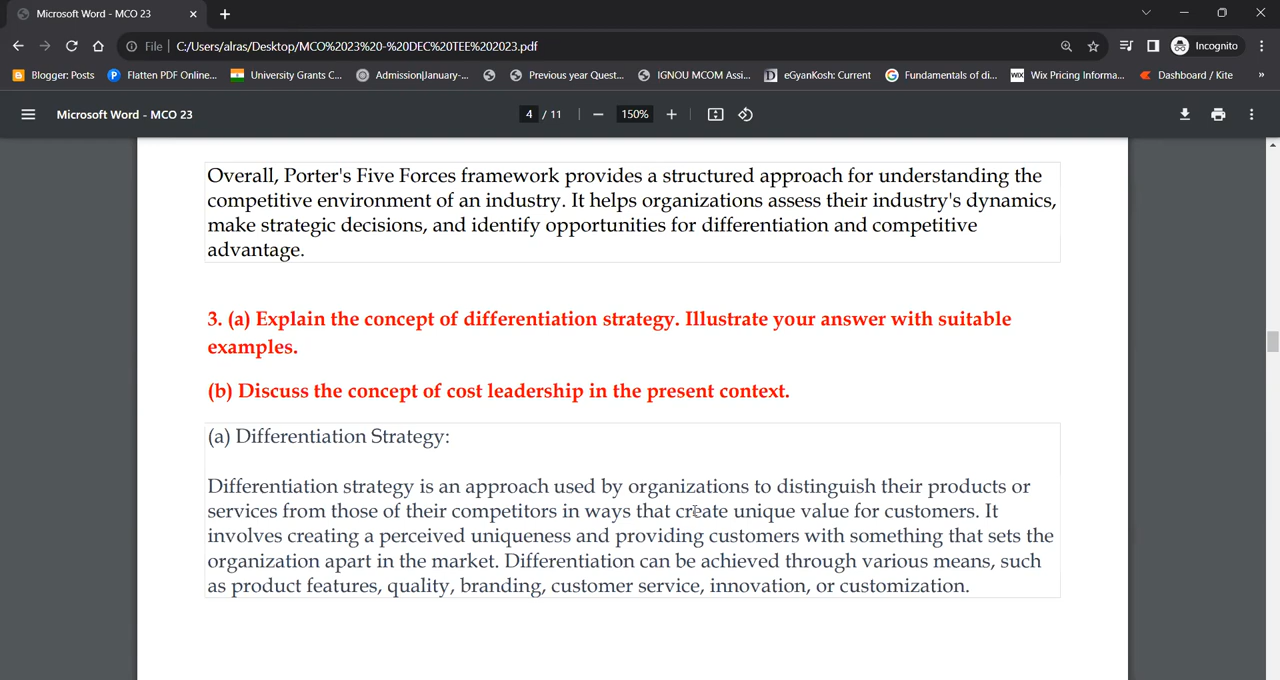 Microsoft Word - MCO 23
File
C:/Users/alras/Desktop/MCO%2023%20-%20DEC%20TEE%202023.pdf
Incognito
Blogger: Posts
Flatten PDF Online...
University Grants C...
Admission|January-...
Previous year Quest...
IGNOU MCOM Assi...
eGyanKosh: Current
Fundamentals of di...
WIX
Wix Pricing Informa...
Dashboard / Kite
»
Microsoft Word - MCO 23
4 / 11
150%
Overall, Porter's Five Forces framework provides a structured approach for understanding the
competitive environment of an industry. It helps organizations assess their industry's dynamics,
make strategic decisions, and identify opportunities for differentiation and competitive
advantage.
3. (a) Explain the concept of differentiation strategy. Illustrate your answer with suitable
examples.
(b) Discuss the concept of cost leadership in the present context.
(a) Differentiation Strategy:
Differentiation strategy is an approach used by organizations to distinguish their products or
services from those of their competitors in ways that create unique value for customers. It
involves creating a perceived uniqueness and providing customers with something that sets the
organization apart in the market. Differentiation can be achieved through various means, such
as product features, quality, branding, customer service, innovation, or customization.